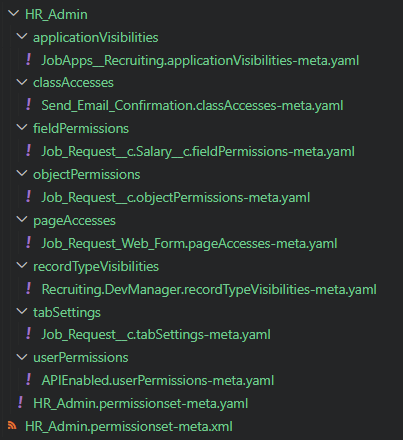 HR_Admin
applicationVisibilities
JobApps__Recruiting.applicationVisibilities-meta.yaml
classAccesses
Send_Email_Confirmation.classAccesses-meta.yaml
fieldPermissions
Job_Request__c.Salary__c.fieldPermissions-meta.yaml
objectPermissions
Job_Request__c.objectPermissions-meta.yaml
pageAccesses
Job_Request_Web_Form.pageAccesses-meta.yaml
recordTypeVisibilities
Recruiting.DevManager.recordTypeVisibilities-meta.yaml
tabSettings
Job_Request__c.tabSettings-meta.yaml
userPermissions
APIEnabled.userPermissions-meta.yaml
HR_Admin.permissionset-meta.yaml
HR_Admin.permissionset-meta.xml